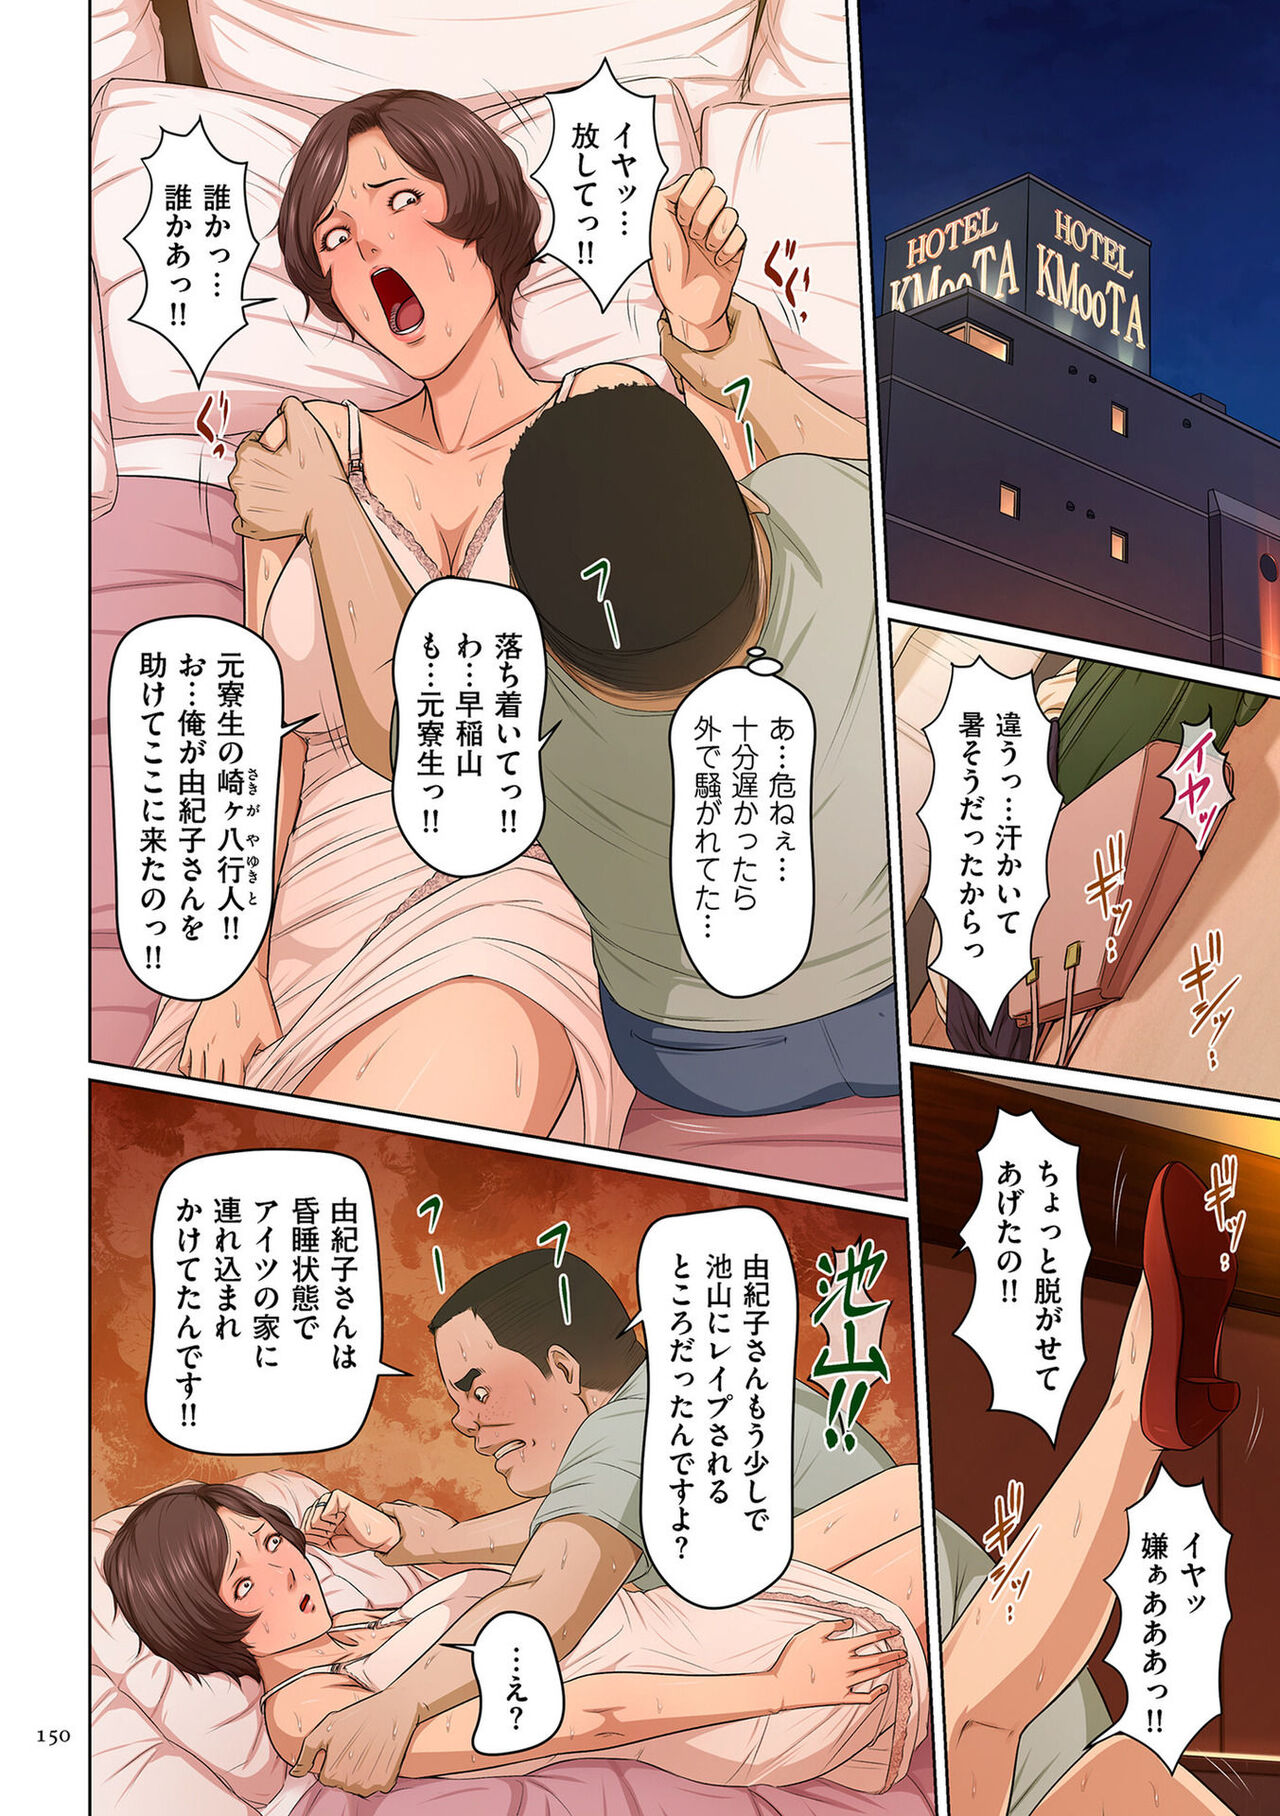 HOTEL
KMooTA
HOTEL
KMooTA
イヤッ
違うっ…汗かいて
暑そうだったからっ
ギッ
ギシッ…
ちょっと脱がせて
あげたの!!
ギッ
ギシッ
イヤッ
嫌ぁあああっ!!
イヤッ…
放してっ!!
誰かっ…
誰かあっ!!
ぐっ
ぐっ
フー
フー
あ…危ねぇ…
十分遅かったら
外で騒がれてた…
落ち着いてっ!!
わ…早稲山
も…元寮生っ!!
元寮生の崎ヶ八行人!!
さきがやゆきと
お…俺が由紀子さんを
助けてここに来たのっ!!
池山!!
由紀子さんもう少しで
池山にレイプされる
ところだったんですよ?
フー
フー
由紀子さんは
昏睡状態で
アイツの家に
連れ込まれ
かけてたんです!!
…え?
150